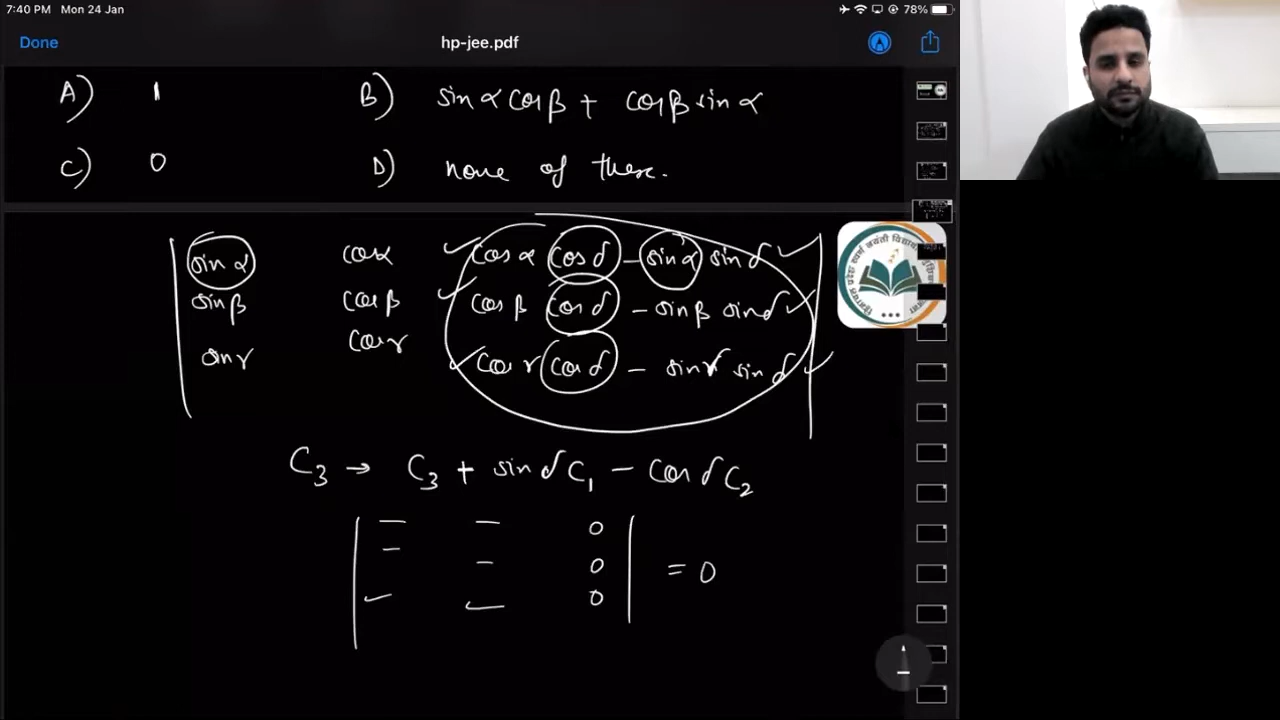 7:40 PM Mon 24 Jan
78%
Done
hp-jee.pdf
A) 1 B) sin α cos β + cos β sin α
C) 0 D) none of these.
sin α cos α cos α cos δ – sin α sin δ
sin β cos β cos β cos δ – sin β sin δ
sin γ cos γ cos γ cos δ – sin γ sin δ
C₃ → C₃ + sin δ C₁ – cos δ C₂
– – 0
– – 0 = 0
0